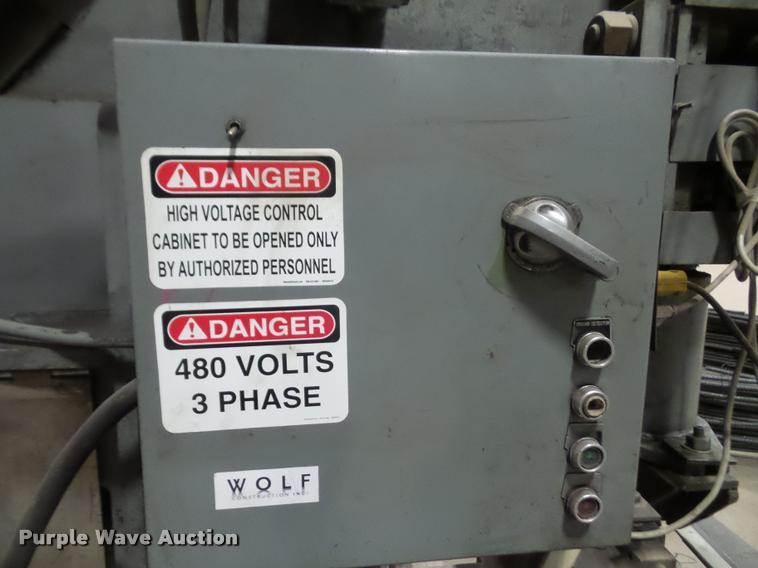 DANGER
HIGH VOLTAGE CONTROL
CABINET TO BE OPENED ONLY
BY AUTHORIZED PERSONNEL
DANGER
480 VOLTS
3 PHASE
WOLF
CONSTRUCTION INC.
Purple Wave Auction